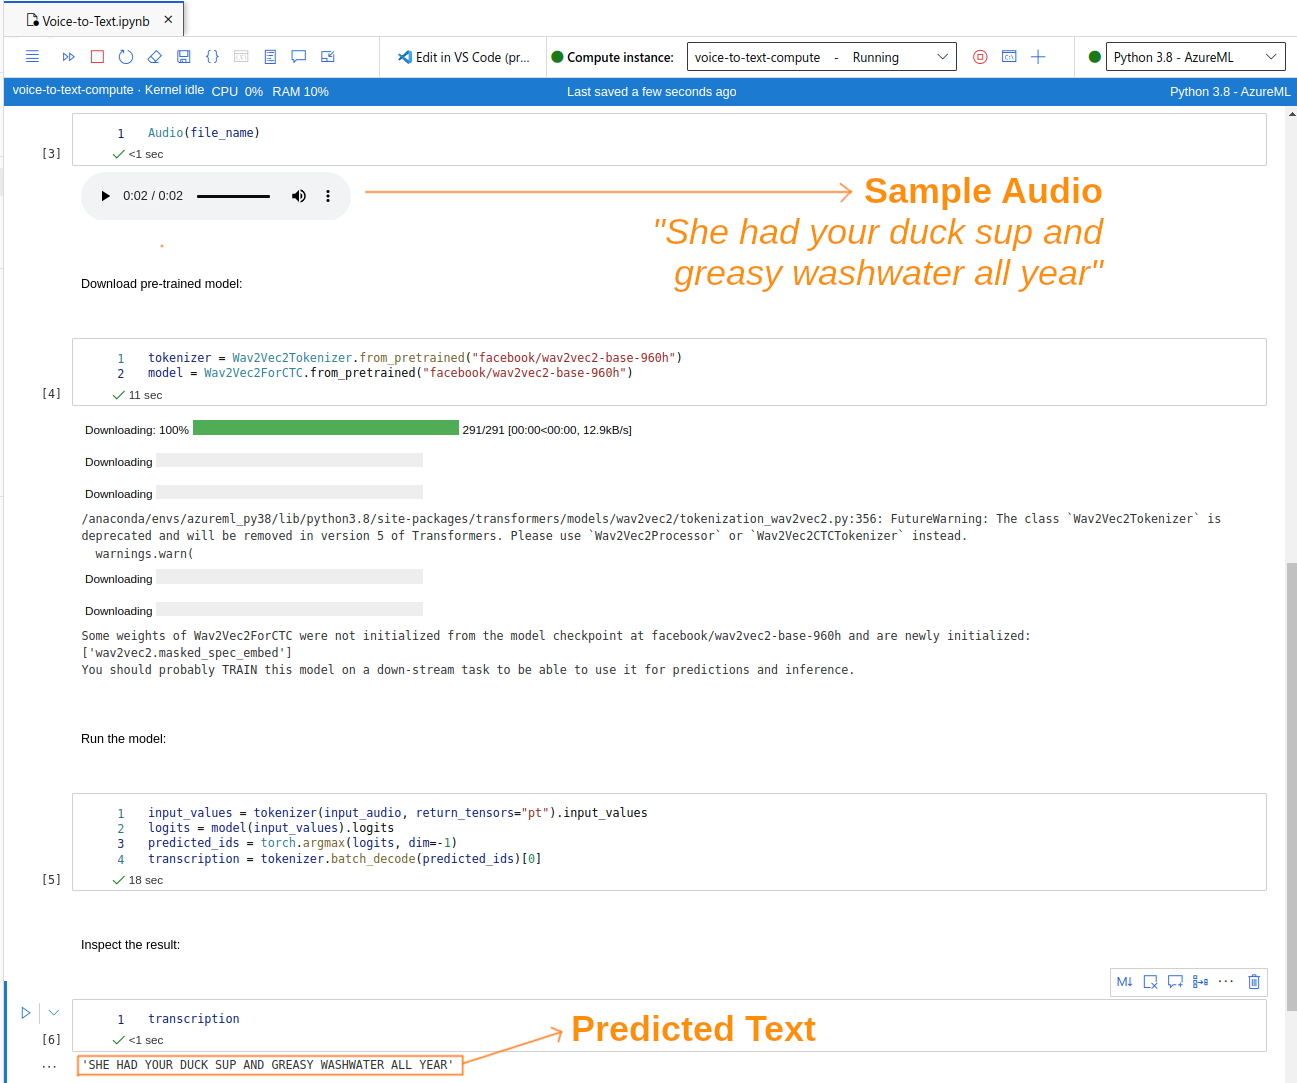 Voice-to-Text.ipynb ×
Edit in VS Code (pr... Compute instance: voice-to-text-compute - Running Python 3.8 - AzureML
voice-to-text-compute · Kernel idle CPU 0% RAM 10% Last saved a few seconds ago Python 3.8 - AzureML
1 Audio(file_name)
[3] <1 sec
0:02 / 0:02
Sample Audio
"She had your duck sup and
greasy washwater all year"
Download pre-trained model:
1 tokenizer = Wav2Vec2Tokenizer.from_pretrained("facebook/wav2vec2-base-960h")
2 model = Wav2Vec2ForCTC.from_pretrained("facebook/wav2vec2-base-960h")
[4] 11 sec
Downloading: 100% 291/291 [00:00<00:00, 12.9kB/s]
Downloading
Downloading
/anaconda/envs/azureml_py38/lib/python3.8/site-packages/transformers/models/wav2vec2/tokenization_wav2vec2.py:356: FutureWarning: The class `Wav2Vec2Tokenizer` is
deprecated and will be removed in version 5 of Transformers. Please use `Wav2Vec2Processor` or `Wav2Vec2CTCTokenizer` instead.
warnings.warn(
Downloading
Downloading
Some weights of Wav2Vec2ForCTC were not initialized from the model checkpoint at facebook/wav2vec2-base-960h and are newly initialized:
['wav2vec2.masked_spec_embed']
You should probably TRAIN this model on a down-stream task to be able to use it for predictions and inference.
Run the model:
1 input_values = tokenizer(input_audio, return_tensors="pt").input_values
2 logits = model(input_values).logits
3 predicted_ids = torch.argmax(logits, dim=-1)
4 transcription = tokenizer.batch_decode(predicted_ids)[0]
[5] 18 sec
Inspect the result:
M↓ ...
1 transcription
[6] <1 sec
Predicted Text
... 'SHE HAD YOUR DUCK SUP AND GREASY WASHWATER ALL YEAR'